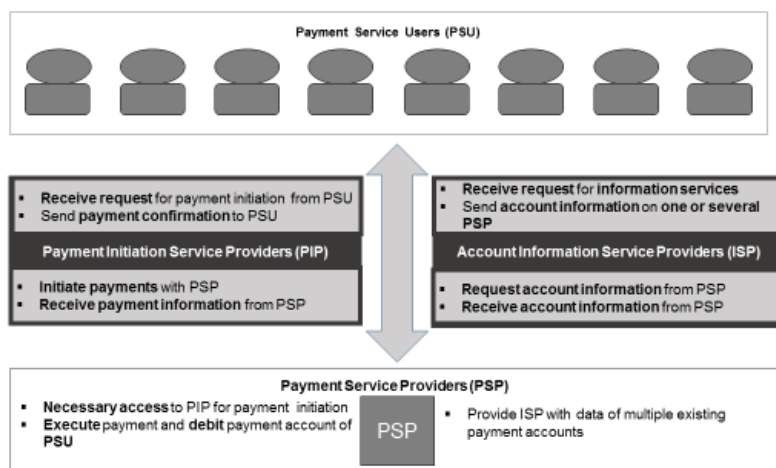 Payment Service Users (PSU)
▪ Receive request for payment initiation from PSU
▪ Send payment confirmation to PSU
Payment Initiation Service Providers (PIP)
▪ Initiate payments with PSP
▪ Receive payment information from PSP
▪ Receive request for information services
▪ Send account information on one or several
PSP
Account Information Service Providers (ISP)
▪ Request account information from PSP
▪ Receive account information from PSP
Payment Service Providers (PSP)
▪ Necessary access to PIP for payment initiation
▪ Execute payment and debit payment account of
PSU
PSP
▪ Provide ISP with data of multiple existing
payment accounts